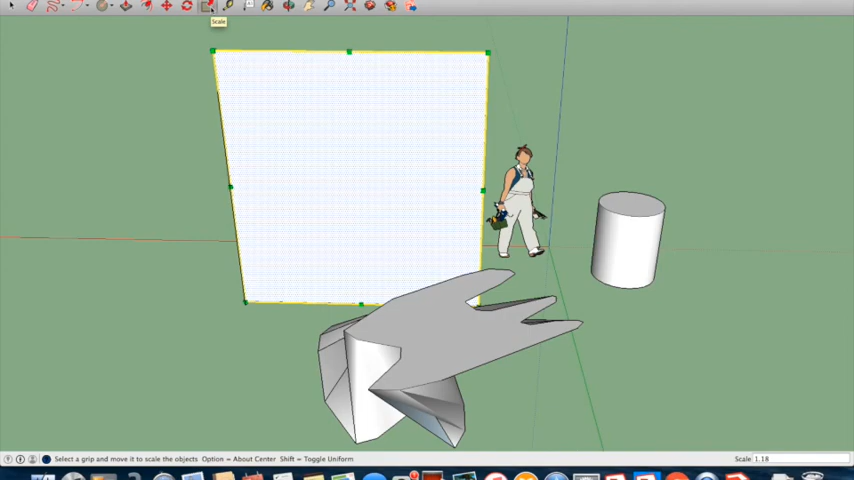 Scale
Select a grip and move it to scale the objects Option = About Center Shift = Toggle Uniform
Scale 1.18